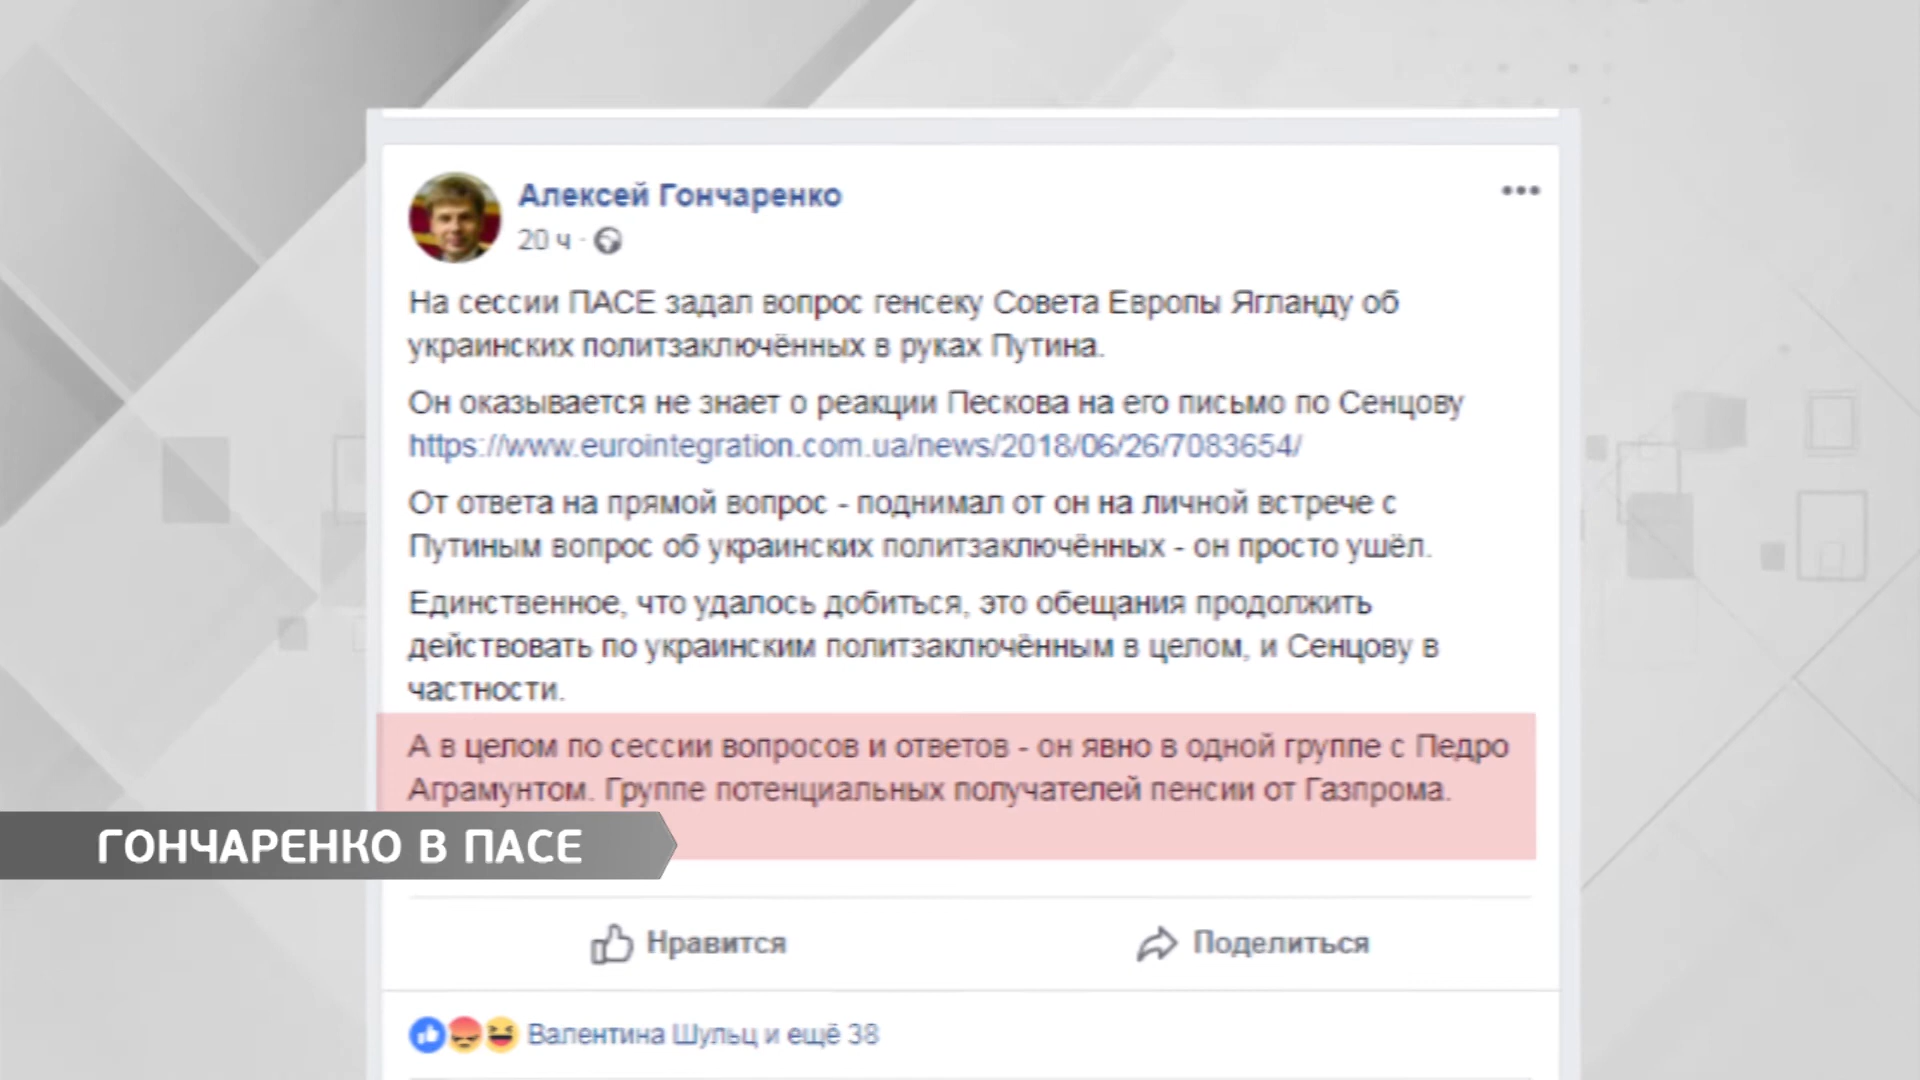 Алексей Гончаренко
20 ч ·
На сессии ПАСЕ задал вопрос генсеку Совета Европы Ягланду об
украинских политзаключённых в руках Путина.
Он оказывается не знает о реакции Пескова на его письмо по Сенцову
https://www.eurointegration.com.ua/news/2018/06/26/7083654/
От ответа на прямой вопрос - поднимал от он на личной встрече с
Путиным вопрос об украинских политзаключённых - он просто ушёл.
Единственное, что удалось добиться, это обещания продолжить
действовать по украинским политзаключённым в целом, и Сенцову в
частности.
А в целом по сессии вопросов и ответов - он явно в одной группе с Педро
Аграмунтом. Группе потенциальных получателей пенсии от Газпрома.
ГОНЧАРЕНКО В ПАСЕ
Нравится
Поделиться
Валентина Шульц и ещё 38